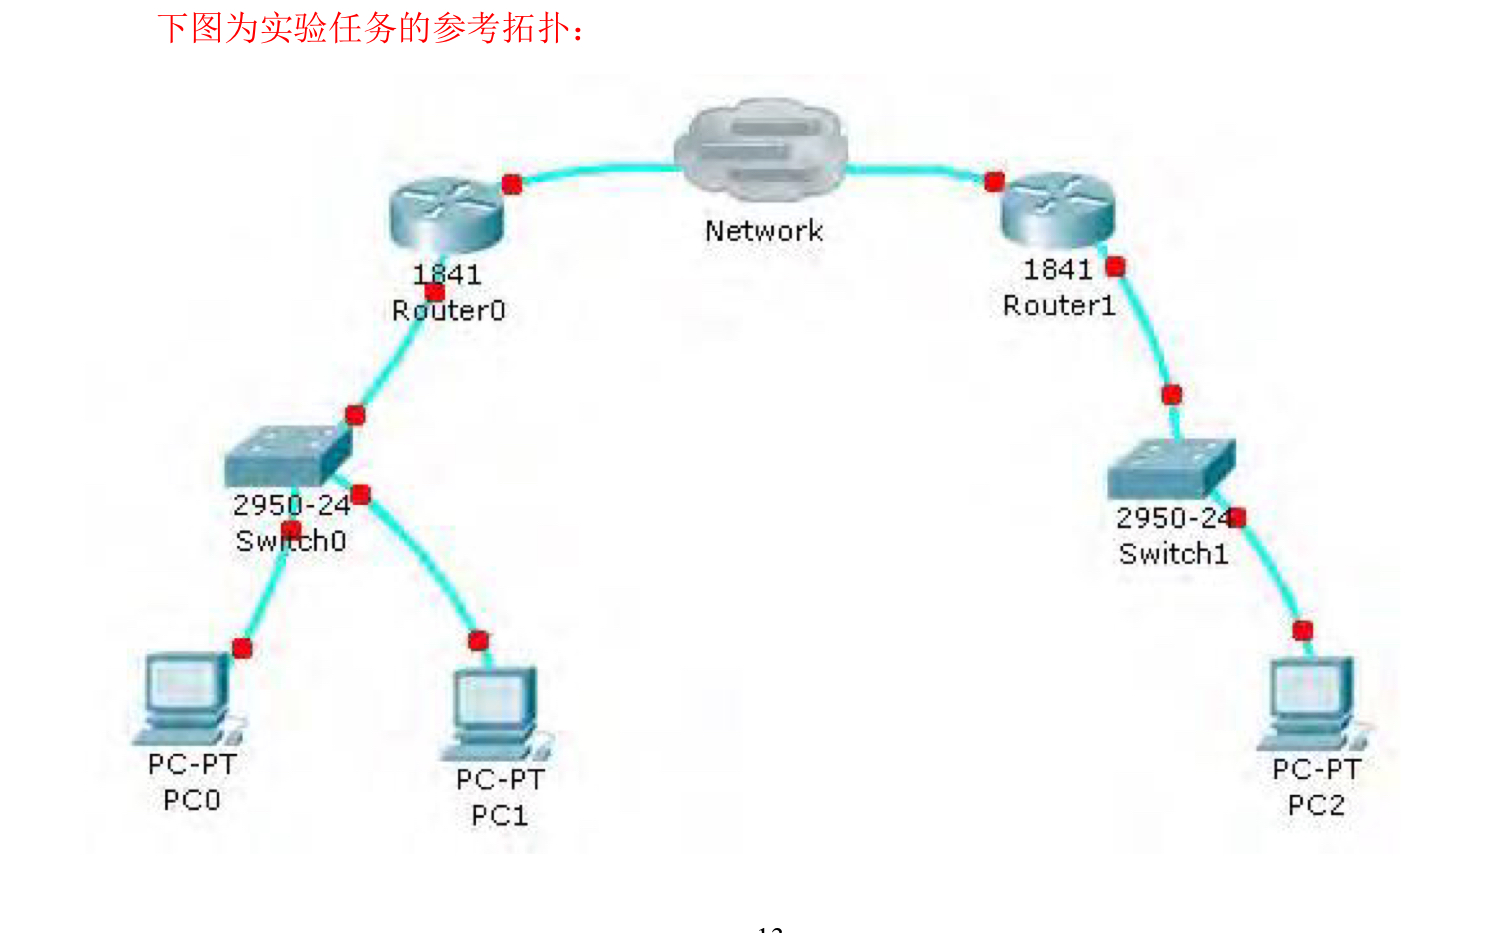 下图为实验任务的参考拓扑：
Network
1841
Router0
1841
Router1
2950-24
Switch0
2950-24
Switch1
PC-PT
PC0
PC-PT
PC1
PC-PT
PC2